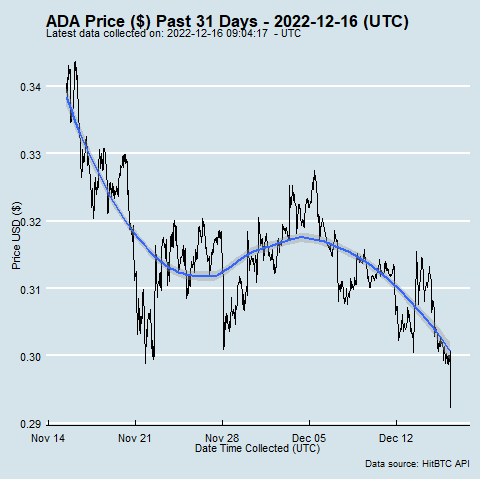 ADA Price ($) Past 31 Days - 2022-12-16 (UTC)
Latest data collected on: 2022-12-16 09:04:17  - UTC
Price USD ($)
0.34
0.33
0.32
0.31
0.30
0.29
Nov 14 Nov 21 Nov 28 Dec 05 Dec 12
Date Time Collected (UTC)
Data source: HitBTC API